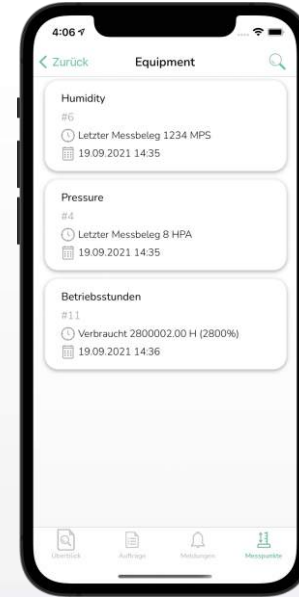 4:06
Zurück
Equipment
Humidity
#6
Letzter Messbeleg 1234 MPS
19.09.2021 14:35
Pressure
#4
Letzter Messbeleg 8 HPA
19.09.2021 14:35
Betriebsstunden
#11
Verbraucht 2800002.00 H (2800%)
19.09.2021 14:36
Überblick
Aufträge
Meldungen
Messpunkte